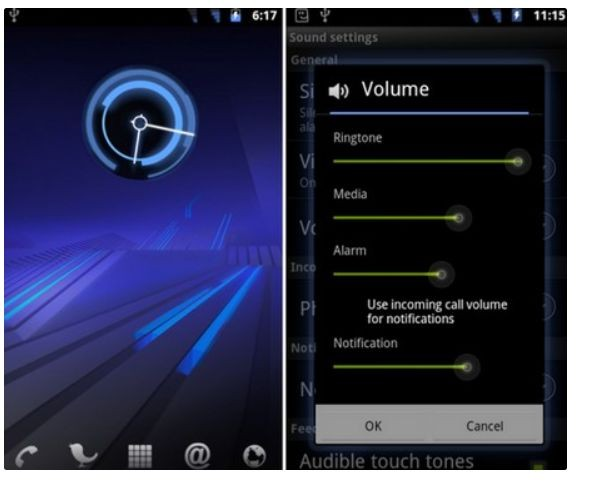 6:17
11:15
Sound settings
General
Volume
Ringtone
Media
Alarm
Use incoming call volume
for notifications
Notification
OK
Cancel
Audible touch tones